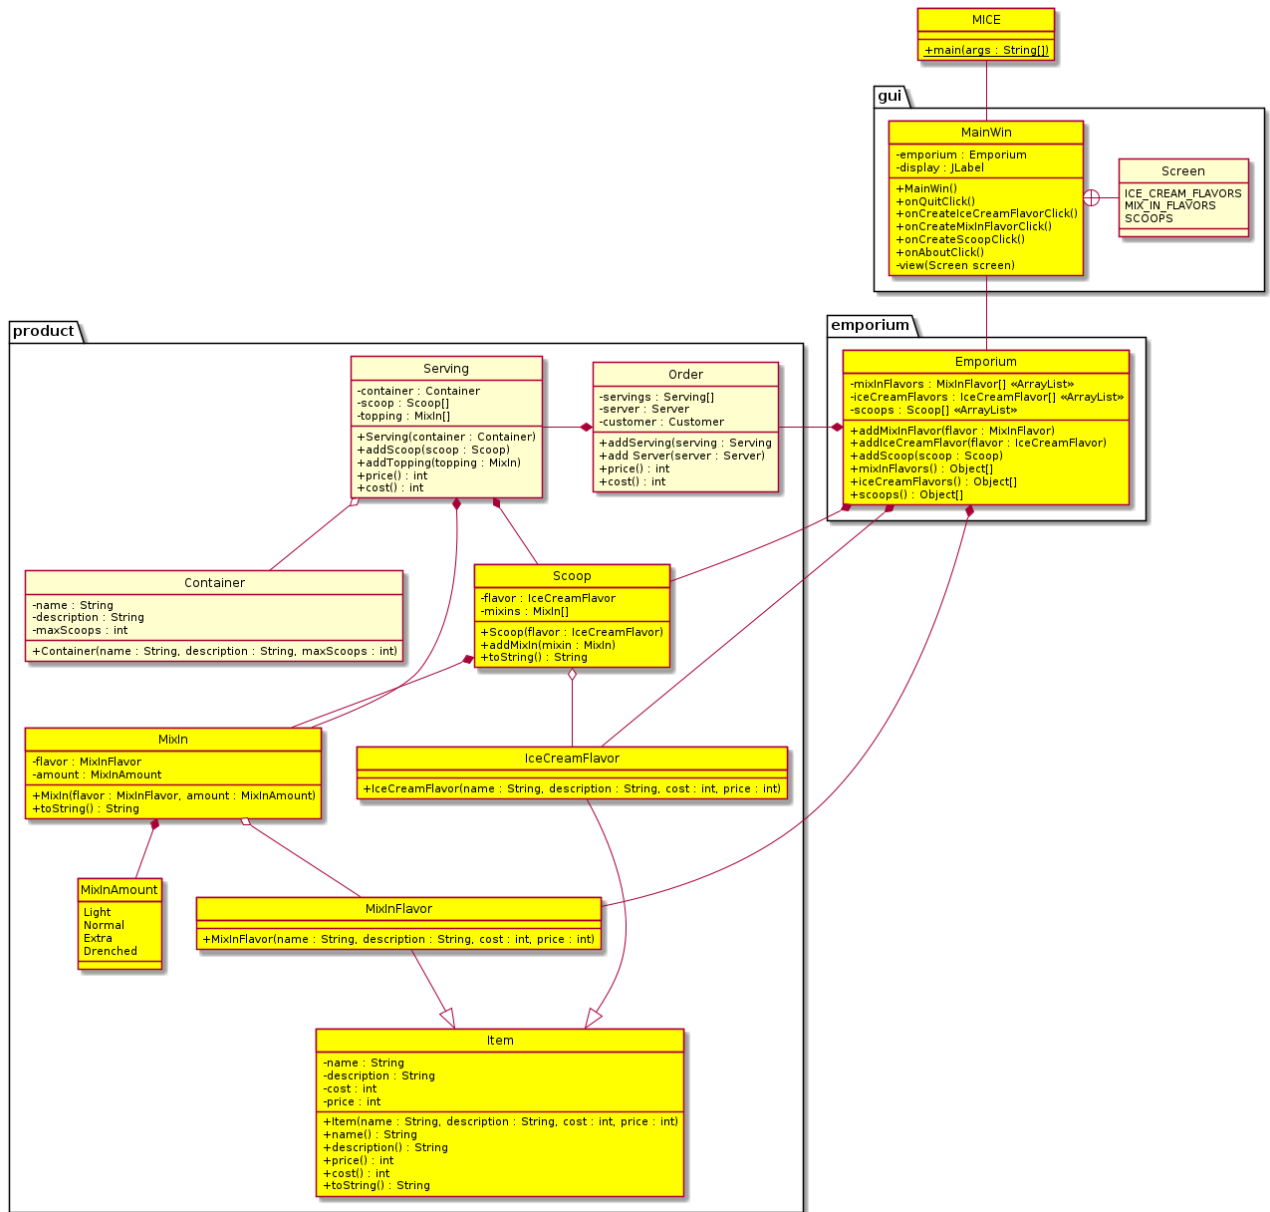 MICE
+main(args : String[])
gui
MainWin
-emporium : Emporium
-display : JLabel
+MainWin()
+onQuitClick()
+onCreateIceCreamFlavorClick()
+onCreateMixInFlavorClick()
+onCreateScoopClick()
+onAboutClick()
-view(Screen screen)
Screen
ICE_CREAM_FLAVORS
MIX_IN_FLAVORS
SCOOPS
product
Serving
-container : Container
-scoop : Scoop[]
-topping : MixIn[]
+Serving(container : Container)
+addScoop(scoop : Scoop)
+addTopping(topping : MixIn)
+price() : int
+cost() : int
Order
-servings : Serving[]
-server : Server
-customer : Customer
+addServing(serving : Serving
+add Server(server : Server)
+price() : int
+cost() : int
emporium
Emporium
-mixInFlavors : MixInFlavor[] «ArrayList»
-iceCreamFlavors : IceCreamFlavor[] «ArrayList»
-scoops : Scoop[] «ArrayList»
+addMixInFlavor(flavor : MixInFlavor)
+addIceCreamFlavor(flavor : IceCreamFlavor)
+addScoop(scoop : Scoop)
+mixInFlavors() : Object[]
+iceCreamFlavors() : Object[]
+scoops() : Object[]
Container
-name : String
-description : String
-maxScoops : int
+Container(name : String, description : String, maxScoops : int)
Scoop
-flavor : IceCreamFlavor
-mixins : MixIn[]
+Scoop(flavor : IceCreamFlavor)
+addMixIn(mixin : MixIn)
+toString() : String
MixIn
-flavor : MixInFlavor
-amount : MixInAmount
+MixIn(flavor : MixInFlavor, amount : MixInAmount)
+toString() : String
IceCreamFlavor
+IceCreamFlavor(name : String, description : String, cost : int, price : int)
MixInAmount
Light
Normal
Extra
Drenched
MixInFlavor
+MixInFlavor(name : String, description : String, cost : int, price : int)
Item
-name : String
-description : String
-cost : int
-price : int
+Item(name : String, description : String, cost : int, price : int)
+name() : String
+description() : String
+price() : int
+cost() : int
+toString() : String